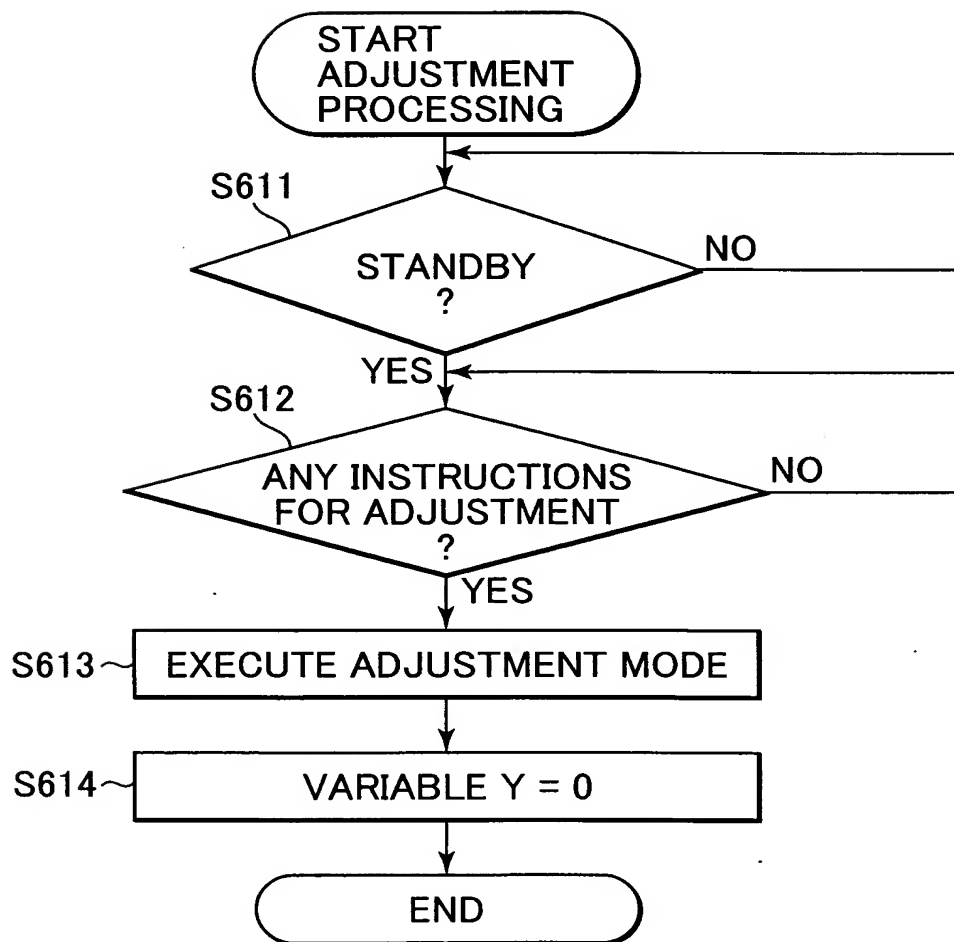 START
ADJUSTMENT
PROCESSING
S611
STANDBY
?
NO
YES
S612
ANY INSTRUCTIONS
FOR ADJUSTMENT
?
NO
YES
S613
EXECUTE ADJUSTMENT MODE
S614
VARIABLE Y = 0
END